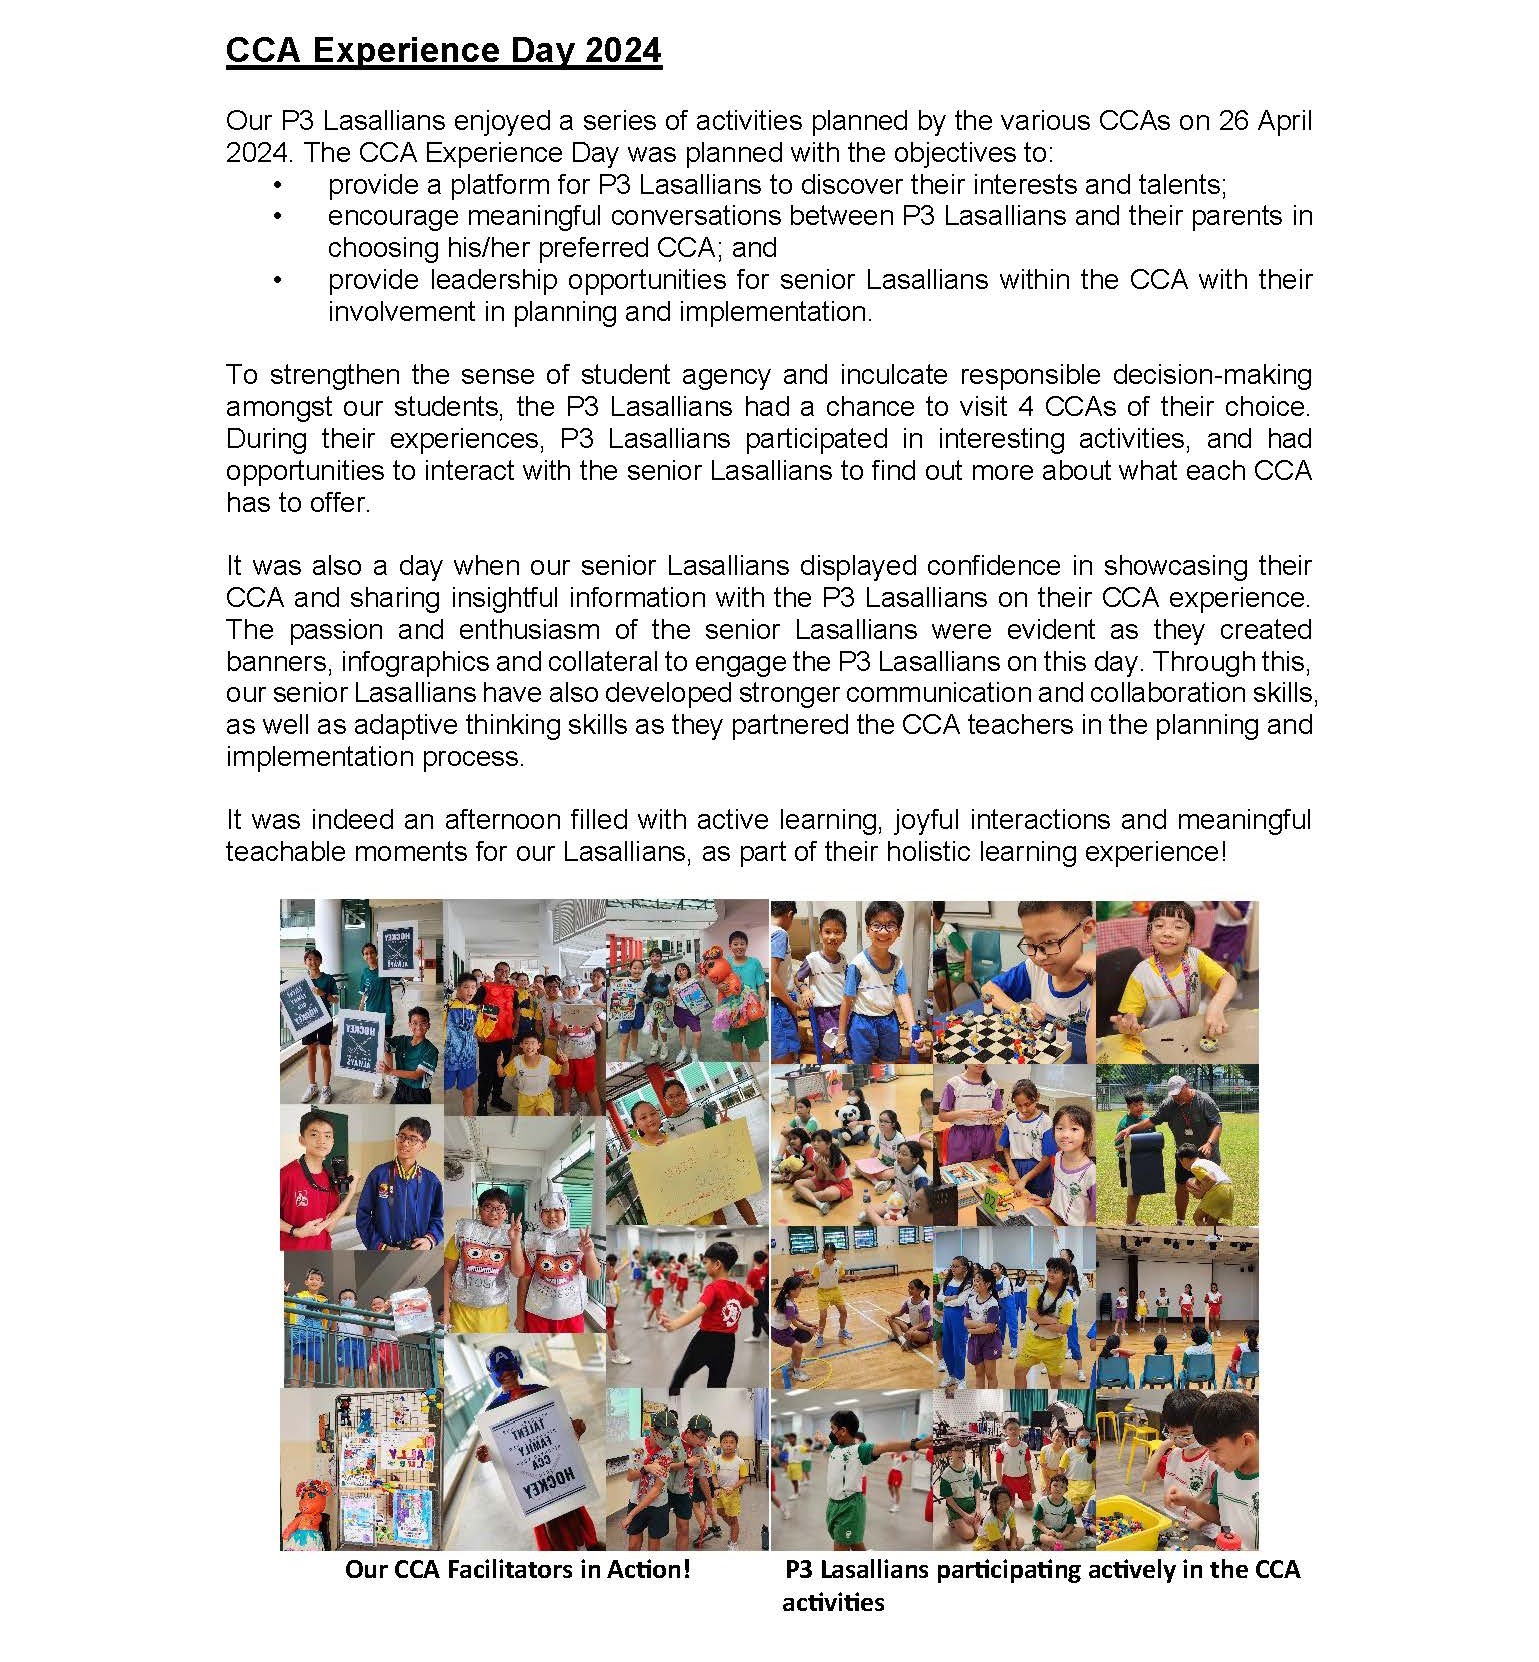 CCA Experience Day 2024
Our P3 Lasallians enjoyed a series of activities planned by the various CCAs on 26 April
2024. The CCA Experience Day was planned with the objectives to:
• provide a platform for P3 Lasallians to discover their interests and talents;
• encourage meaningful conversations between P3 Lasallians and their parents in
choosing his/her preferred CCA; and
• provide leadership opportunities for senior Lasallians within the CCA with their
involvement in planning and implementation.
To strengthen the sense of student agency and inculcate responsible decision-making
amongst our students, the P3 Lasallians had a chance to visit 4 CCAs of their choice.
During their experiences, P3 Lasallians participated in interesting activities, and had
opportunities to interact with the senior Lasallians to find out more about what each CCA
has to offer.
It was also a day when our senior Lasallians displayed confidence in showcasing their
CCA and sharing insightful information with the P3 Lasallians on their CCA experience.
The passion and enthusiasm of the senior Lasallians were evident as they created
banners, infographics and collateral to engage the P3 Lasallians on this day. Through this,
our senior Lasallians have also developed stronger communication and collaboration skills,
as well as adaptive thinking skills as they partnered the CCA teachers in the planning and
implementation process.
It was indeed an afternoon filled with active learning, joyful interactions and meaningful
teachable moments for our Lasallians, as part of their holistic learning experience!
HOCKEY
ALWAYS
HOCKEY
HOCKEY
ALWAYS
TALENT
FAMILY
CCA
HOCKEY
Our CCA Facilitators in Action!
P3 Lasallians participating actively in the CCA
activities